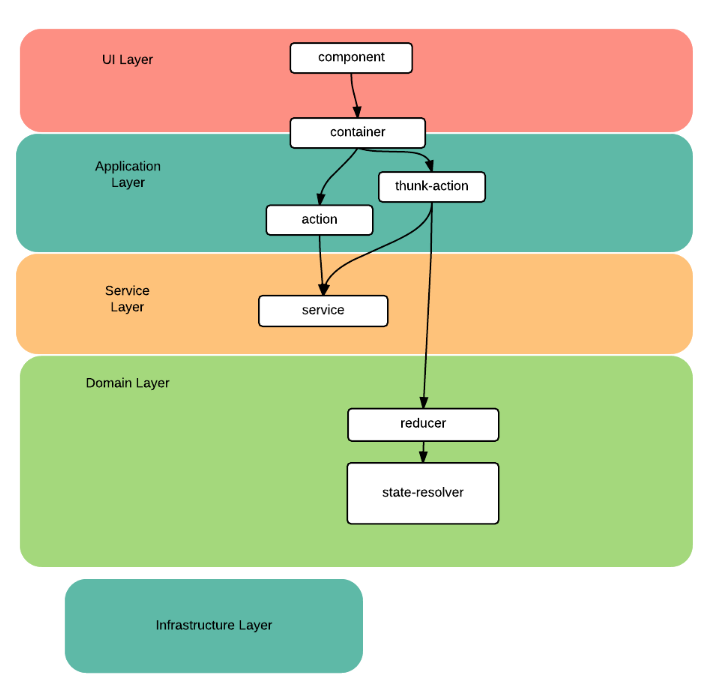 UI Layer
component
container
Application
Layer
thunk-action
action
Service
Layer
service
Domain Layer
reducer
state-resolver
Infrastructure Layer